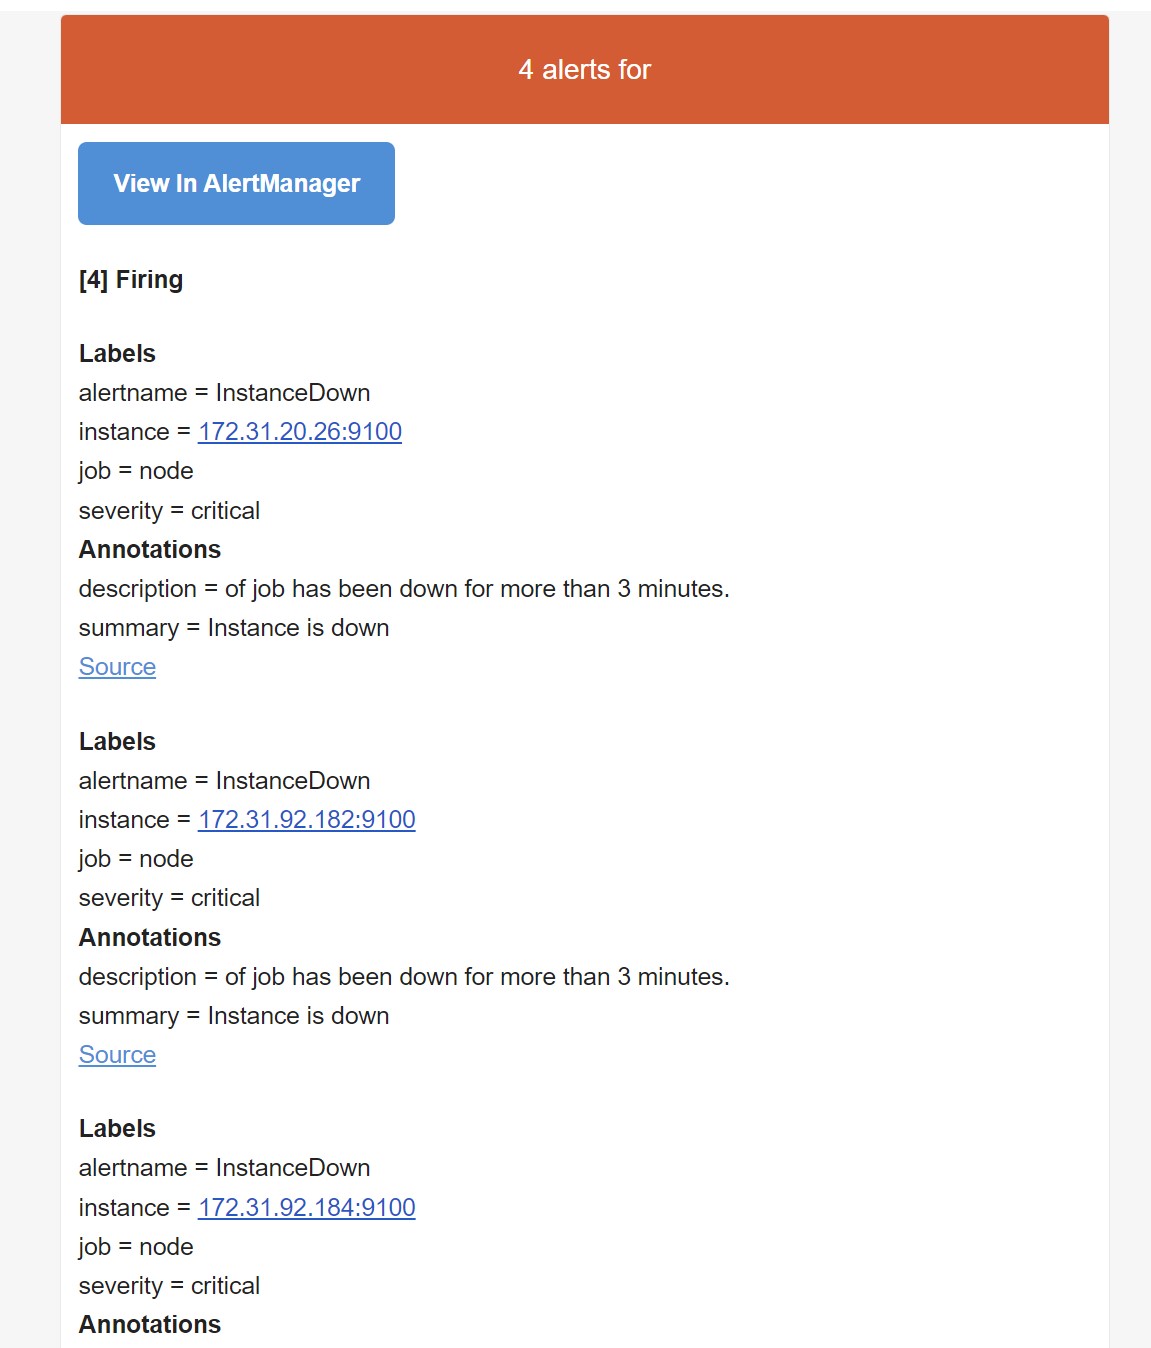 4 alerts for
View In AlertManager
[4] Firing
Labels
alertname = InstanceDown
instance = 172.31.20.26:9100
job = node
severity = critical
Annotations
description = of job has been down for more than 3 minutes.
summary = Instance is down
Source
Labels
alertname = InstanceDown
instance = 172.31.92.182:9100
job = node
severity = critical
Annotations
description = of job has been down for more than 3 minutes.
summary = Instance is down
Source
Labels
alertname = InstanceDown
instance = 172.31.92.184:9100
job = node
severity = critical
Annotations